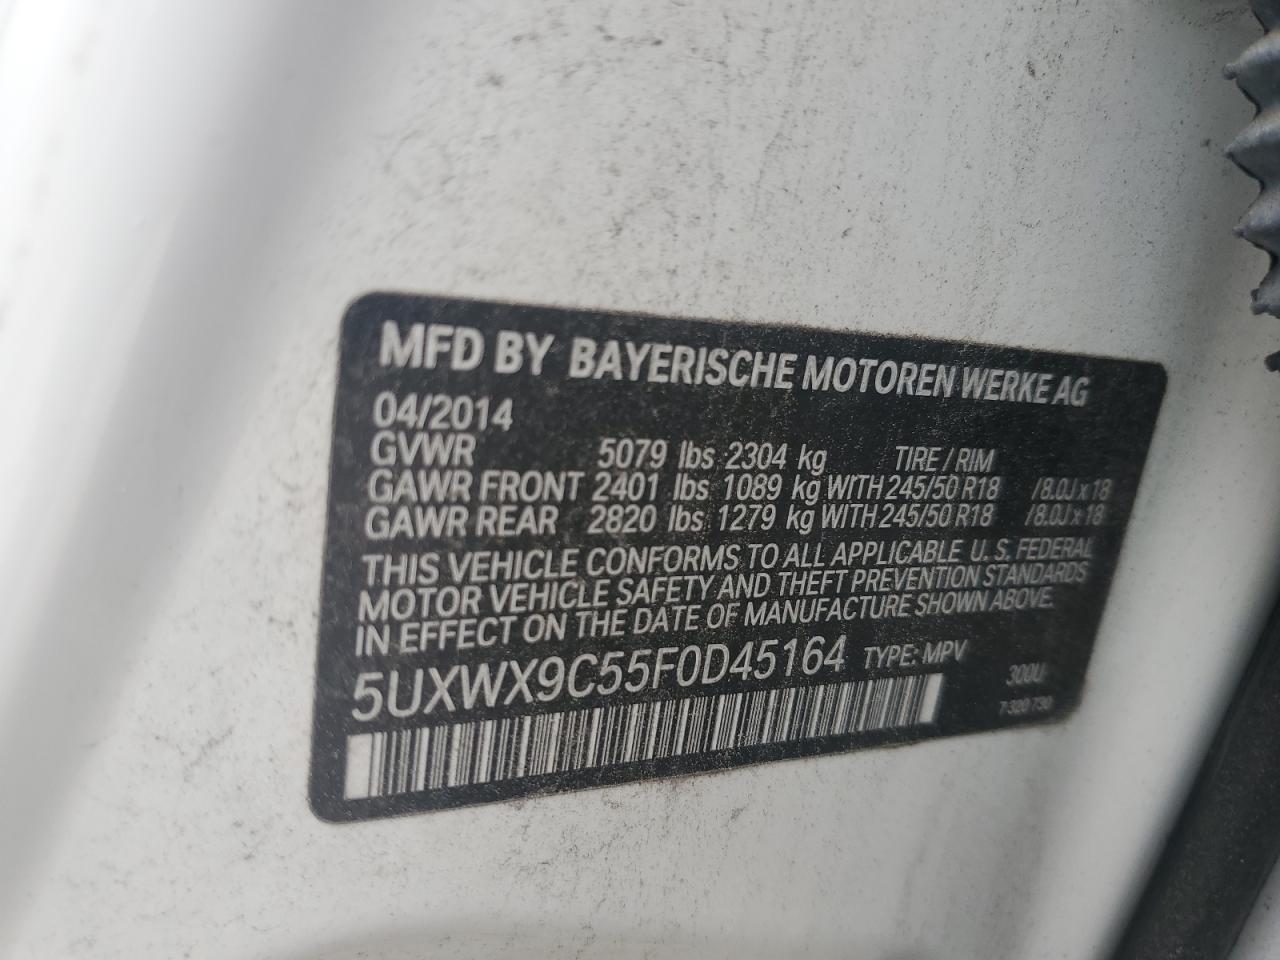 MFD BY BAYERISCHE MOTOREN WERKE AG
04/2014
GVWR 5079 lbs 2304 kg TIRE / RIM
GAWR FRONT 2401 lbs 1089 kg WITH 245/50 R18 /8.0J x 18
GAWR REAR 2820 lbs 1279 kg WITH 245/50 R18 /8.0J x 18
THIS VEHICLE CONFORMS TO ALL APPLICABLE U. S. FEDERAL
MOTOR VEHICLE SAFETY AND THEFT PREVENTION STANDARDS
IN EFFECT ON THE DATE OF MANUFACTURE SHOWN ABOVE.
5UXWX9C55F0D45164 TYPE: MPV
300U
7 320 730